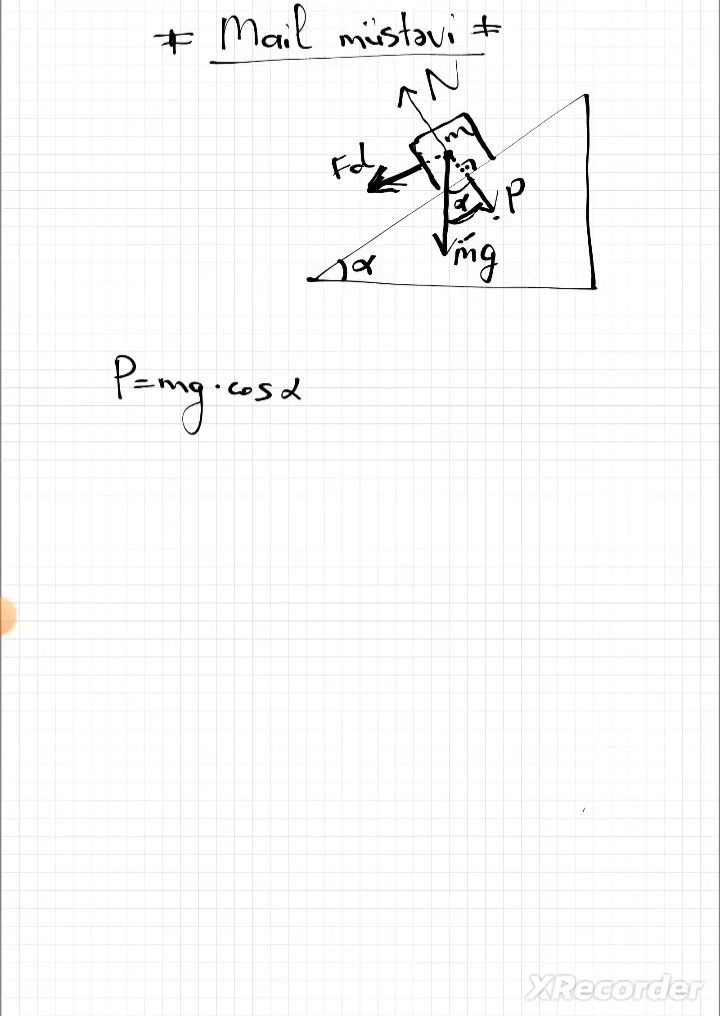 * Mail müstəvi *
N
m
Fd
α
P
mg
α
P=mg·cosα
XRecorder